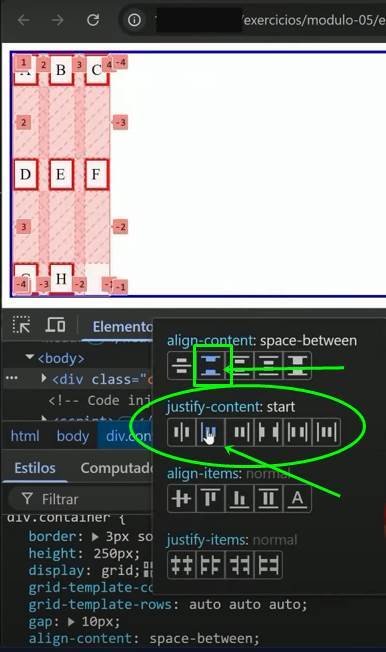 /exercicios/modulo-05/e
1 2 3 4 -4
B C
2 -3
D E F
3 -2
-4 -3 -2 -1
H
Elemento
align-content: space-between
<body>
<div class="c
justify-content: start
<!-- Code inj
html body div.con
Estilos Computado
align-items: normal
A
Filtrar
div.container {
justify-items: normal
border: 3px so
height: 250px;
display: grid;
grid-template-co
grid-template-rows: auto auto auto;
gap: 10px;
align-content: space-between;